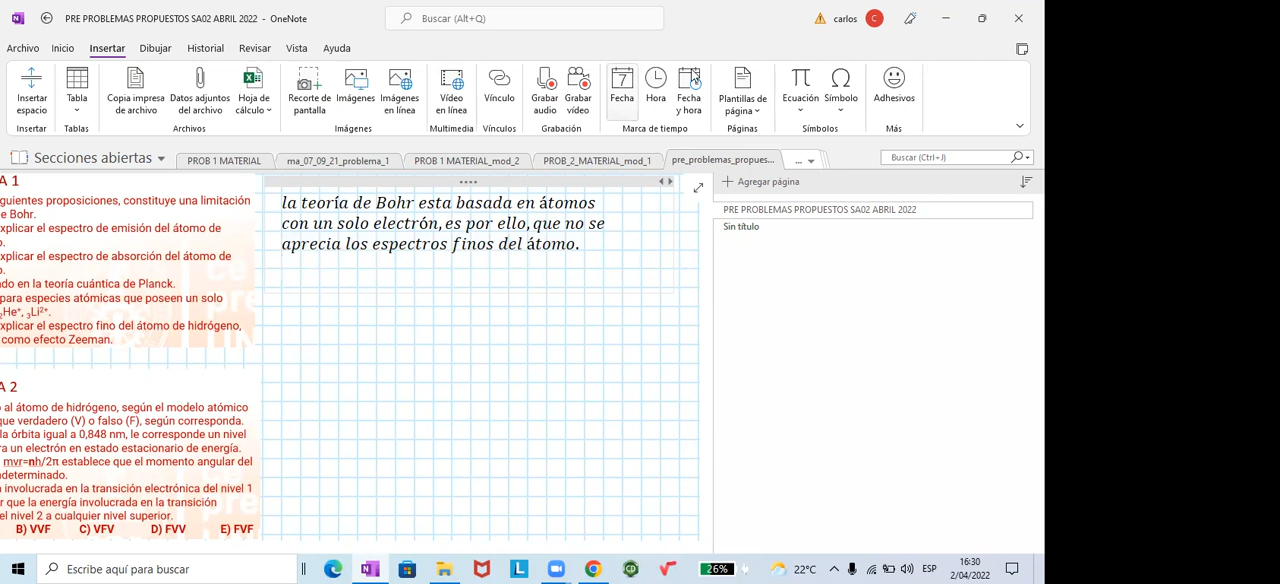 PRE PROBLEMAS PROPUESTOS SA02 ABRIL 2022 - OneNote
Buscar (Alt+Q)
carlos
C
Archivo Inicio Insertar Dibujar Historial Revisar Vista Ayuda
Insertar espacio
Tabla
Copia impresa de archivo
Datos adjuntos del archivo
Hoja de cálculo
Recorte de pantalla
Imágenes
Imágenes en línea
Vídeo en línea
Vínculo
Grabar audio
Grabar vídeo
7
Fecha
Hora
Fecha y hora
Plantillas de página
Ecuación
Símbolo
Adhesivos
Insertar Tablas Archivos Imágenes Multimedia Vínculos Grabación Marca de tiempo Páginas Símbolos Más
Secciones abiertas
PROB 1 MATERIAL
ma_07_09_21_problema_1
PROB 1 MATERIAL_mod_2
PROB_2_MATERIAL_mod_1
pre_problemas_propues...
...
Buscar (Ctrl+J)
A 1
guientes proposiciones, constituye una limitación
e Bohr.
xplicar el espectro de emisión del átomo de
o.
xplicar el espectro de absorción del átomo de
o.
ado en la teoría cuántica de Planck.
para especies atómicas que poseen un solo
₂He⁺, ₃Li²⁺.
xplicar el espectro fino del átomo de hidrógeno,
como efecto Zeeman.
A 2
o al átomo de hidrógeno, según el modelo atómico
que verdadero (V) o falso (F), según corresponda.
la órbita igual a 0,848 nm, le corresponde un nivel
ra un electrón en estado estacionario de energía.
mvr=nh/2π establece que el momento angular del
ndeterminado.
a involucrada en la transición electrónica del nivel 1
r que la energía involucrada en la transición
el nivel 2 a cualquier nivel superior.
B) VVF C) VFV D) FVV E) FVF
la teoría de Bohr esta basada en átomos
con un solo electrón, es por ello, que no se
aprecia los espectros finos del átomo.
Agregar página
PRE PROBLEMAS PROPUESTOS SA02 ABRIL 2022
Sin título
Escribe aquí para buscar
26%
22°C
ESP
16:30
2/04/2022